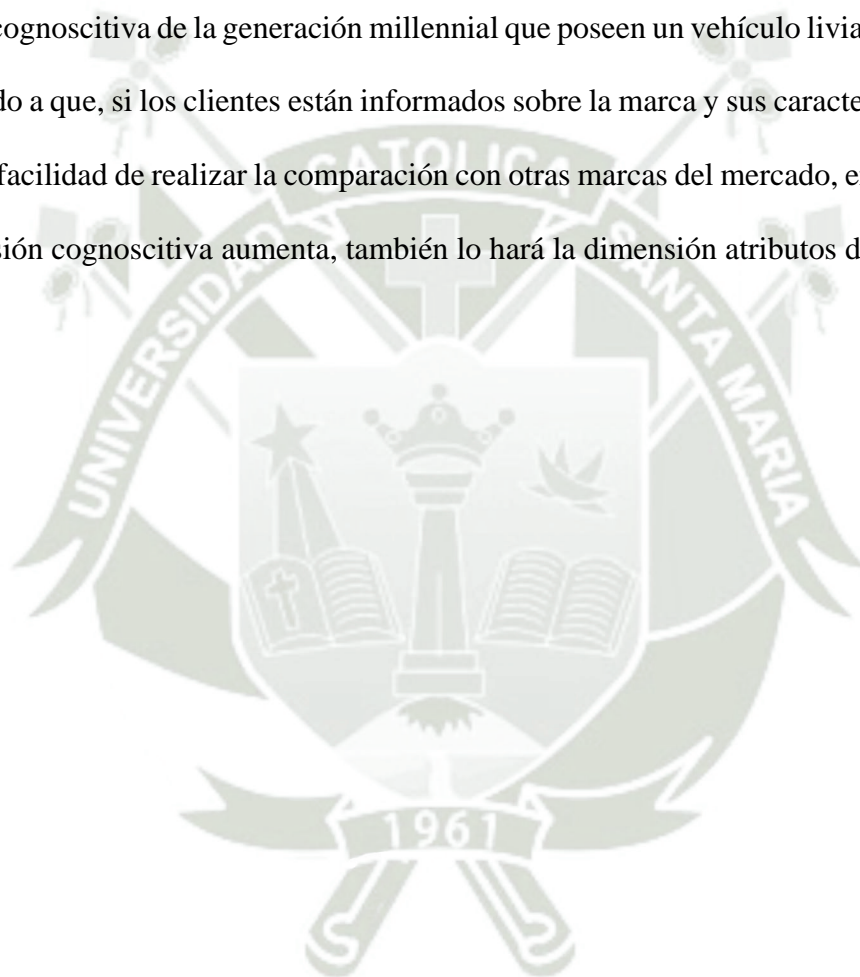 cognoscitiva de la generación millennial que poseen un vehículo livia
do a que, si los clientes están informados sobre la marca y sus caracte
facilidad de realizar la comparación con otras marcas del mercado, e
sión cognoscitiva aumenta, también lo hará la dimensión atributos d
CATOLICA
UNIVERSIDAD
SANTA MARIA
1961